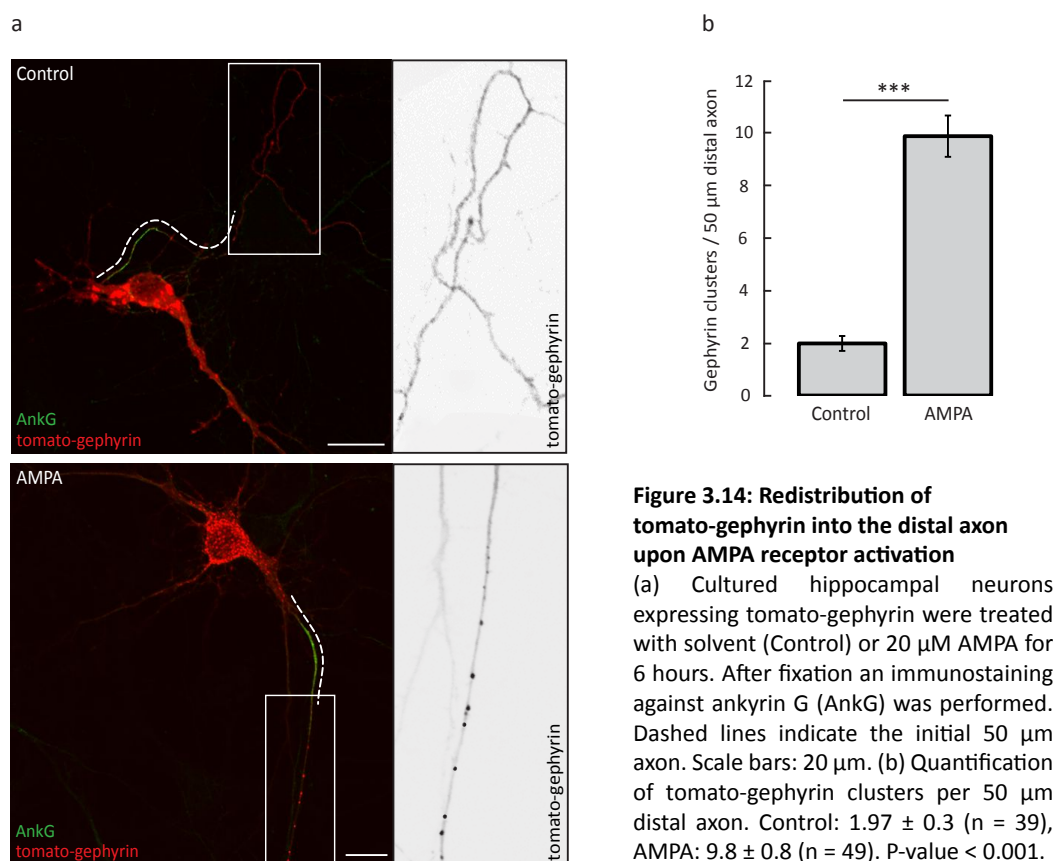 a
Control
AnkG
tomato-gephyrin
tomato-gephyrin
AMPA
AnkG
tomato-gephyrin
tomato-gephyrin
b
Gephyrin clusters / 50 µm distal axon
12
10
8
6
4
2
0
***
Control
AMPA
Figure 3.14: Redistribution of
tomato-gephyrin into the distal axon
upon AMPA receptor activation
(a) Cultured hippocampal neurons
expressing tomato-gephyrin were treated
with solvent (Control) or 20 µM AMPA for
6 hours. After fixation an immunostaining
against ankyrin G (AnkG) was performed.
Dashed lines indicate the initial 50 µm
axon. Scale bars: 20 µm. (b) Quantification
of tomato-gephyrin clusters per 50 µm
distal axon. Control: 1.97 ± 0.3 (n = 39),
AMPA: 9.8 ± 0.8 (n = 49). P-value < 0.001.